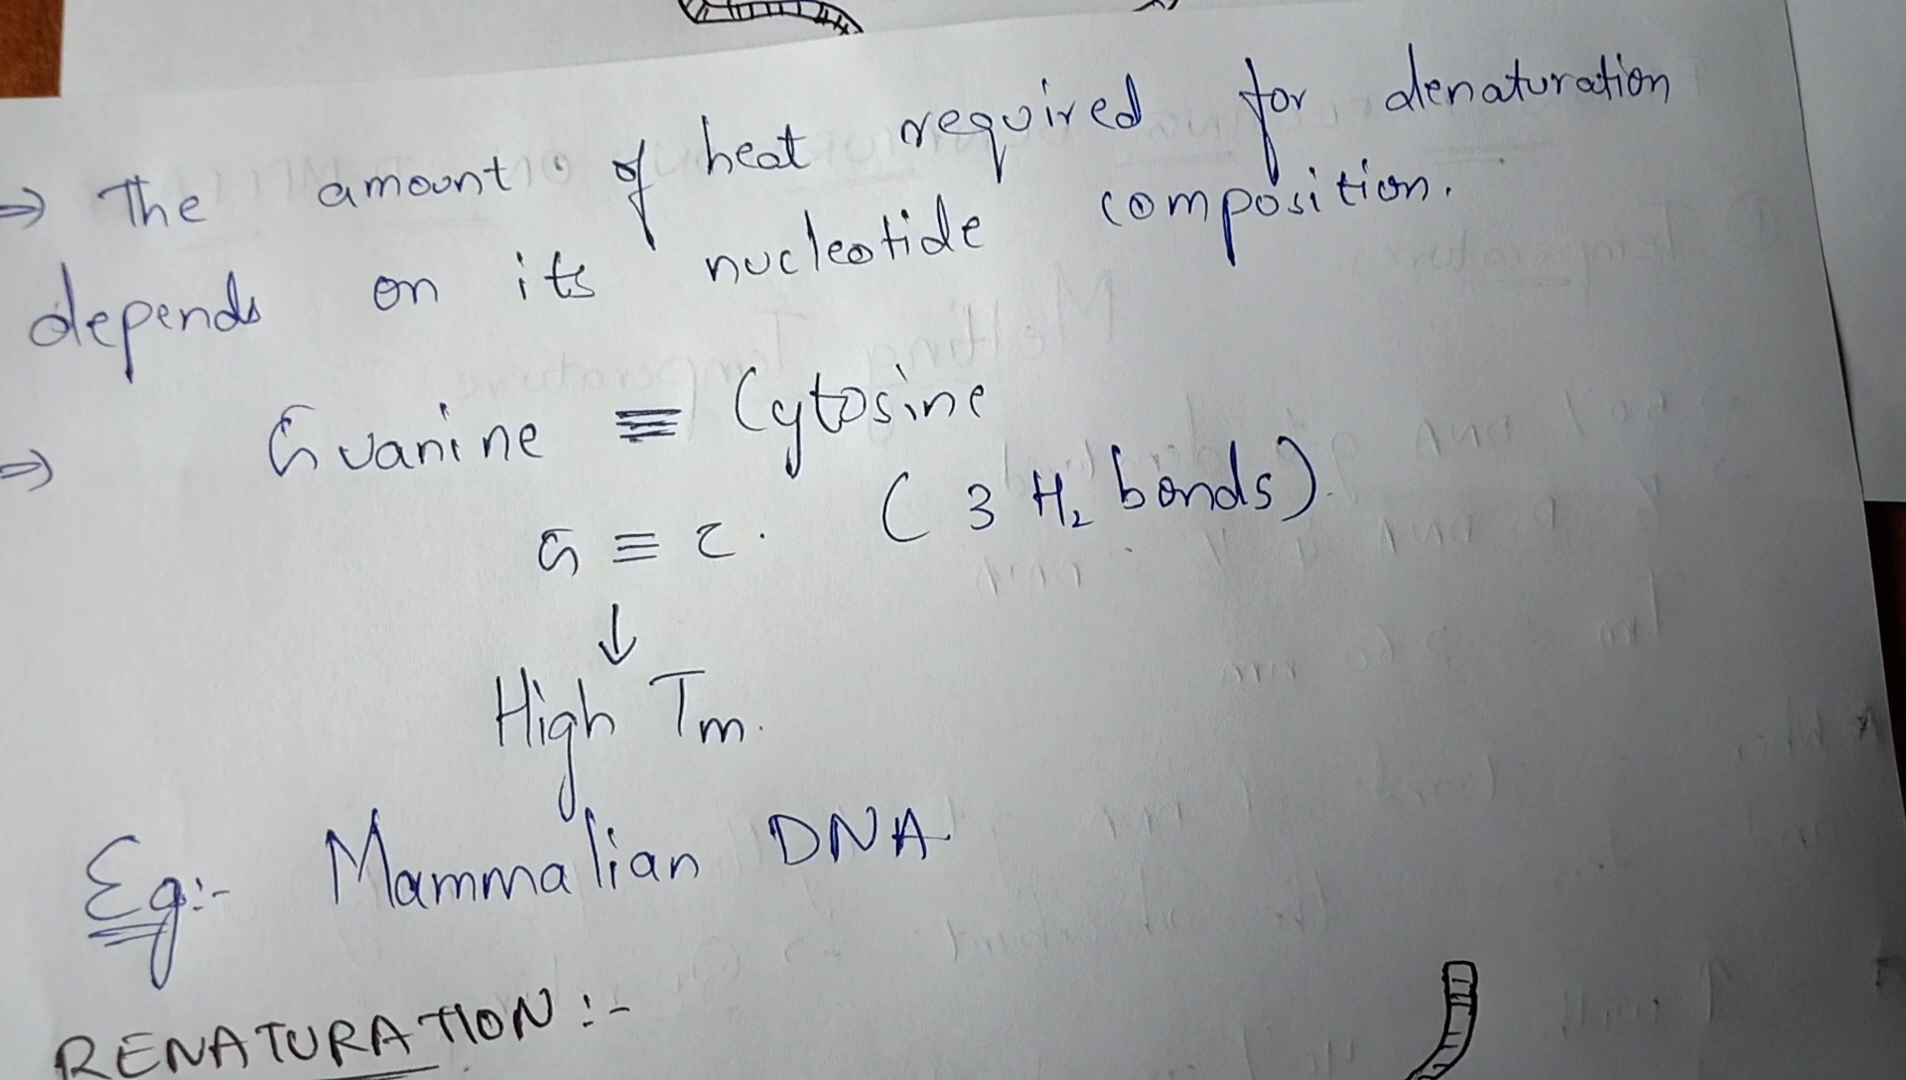 ⇒ The amount of heat required for denaturation
depends on its nucleotide composition.
⇒ Guanine ≡ Cytosine
G ≡ C. (3 H₂ bonds)
↓
High Tm.
Eg:- Mammalian DNA
RENATURATION :-